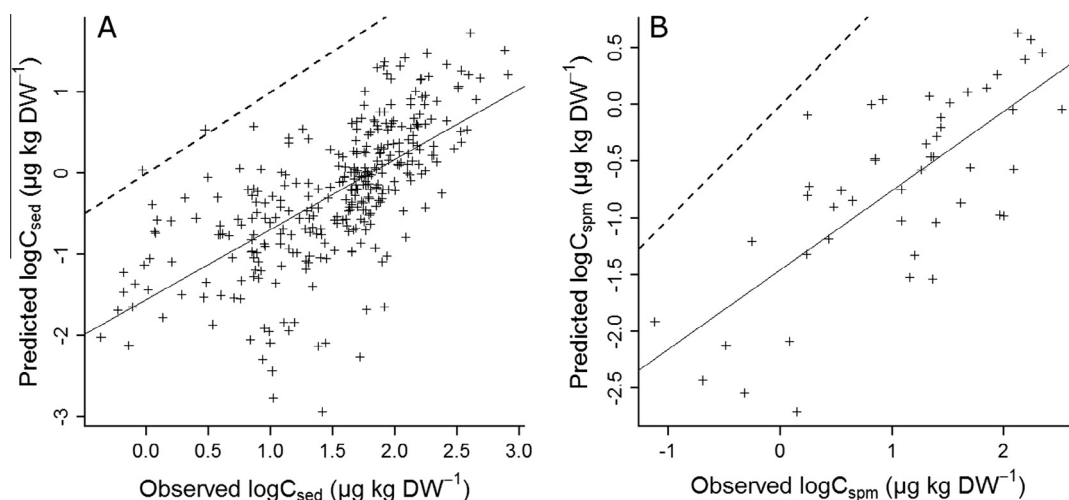 A
Predicted logC_sed (µg kg DW⁻¹)
1
0
-1
-2
-3
0.0 0.5 1.0 1.5 2.0 2.5 3.0
Observed logC_sed (µg kg DW⁻¹)
B
Predicted logC_spm (µg kg DW⁻¹)
0.5
0.0
-0.5
-1.0
-1.5
-2.0
-2.5
-1 0 1 2
Observed logC_spm (µg kg DW⁻¹)